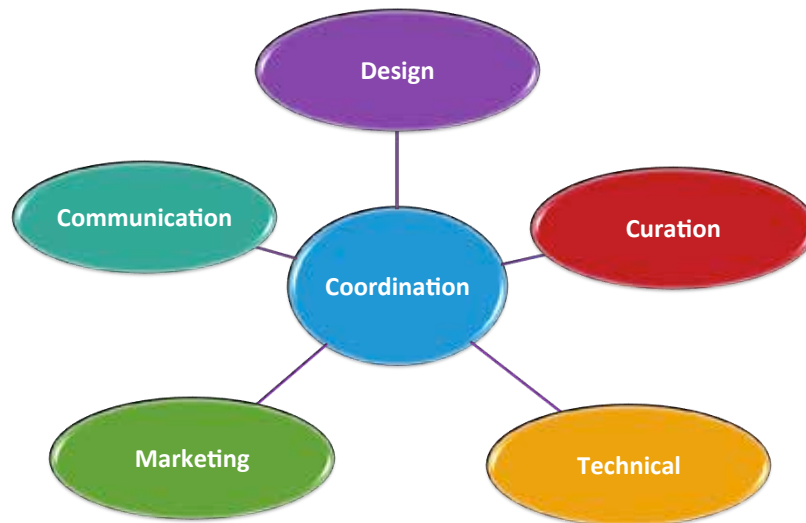 Design
Communication
Curation
Coordination
Marketing
Technical